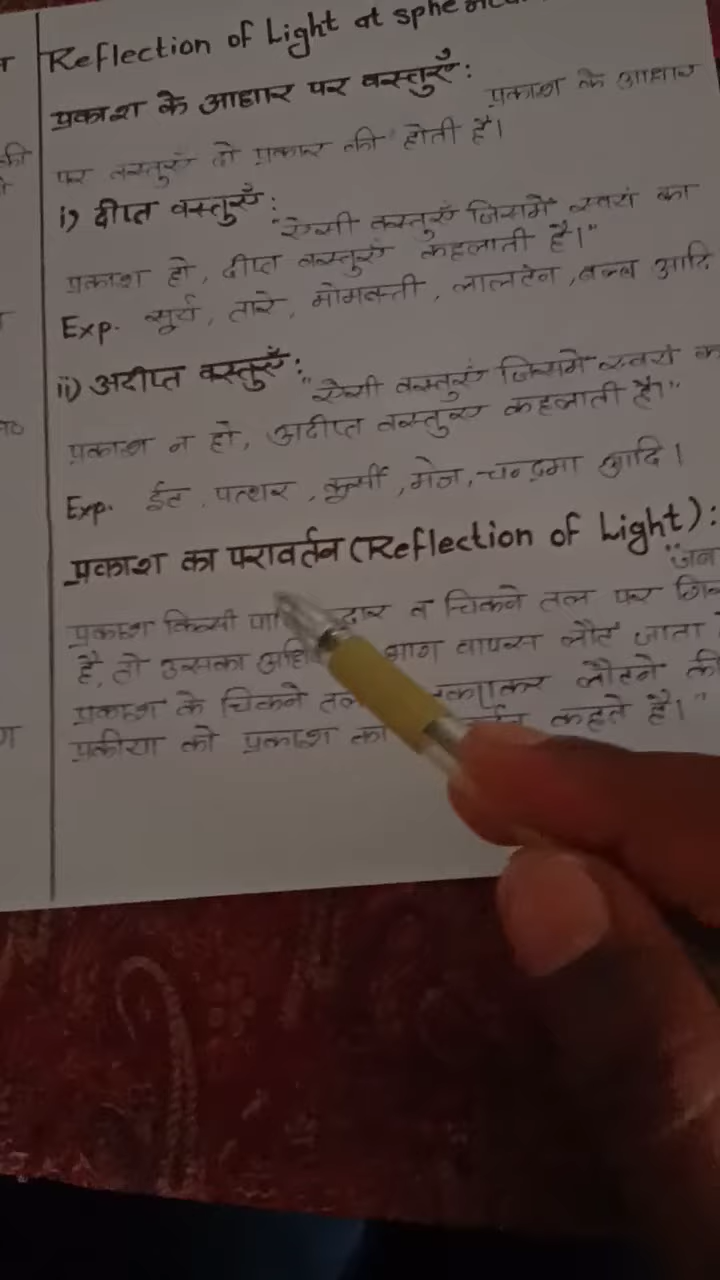 Reflection of Light at
प्रकाश के आधार पर वस्तुएँ:
प्रकाश के आधार
पर वस्तुएँ दो प्रकार की होती है।
i) दीप्त वस्तुएँ:
"ऐसी वस्तुएँ जिसमें स्वयं का
प्रकाश हो, दीप्त वस्तुएं कहलाती है।"
Exp. सूर्य, तारे, मोमबत्ती, लालटेन, बल्ब आदि
ii) अदीप्त वस्तुएँ:
"ऐसी वस्तुएं जिसमे स्वयं
प्रकाश न हो, अदीप्त वस्तुए कहलाती है।"
Exp. ईट, पत्थर, कुर्सी, मेज, चन्द्रमा आदि।
प्रकाश का परावर्तन (Reflection of Light):
"जब
प्रकाश किसी व चिकने तल पर
है, तो उसका भाग वापस लौट जाता
प्रकाश के चिकने लौटने की
प्रकीया को प्रकाश का कहते है।"